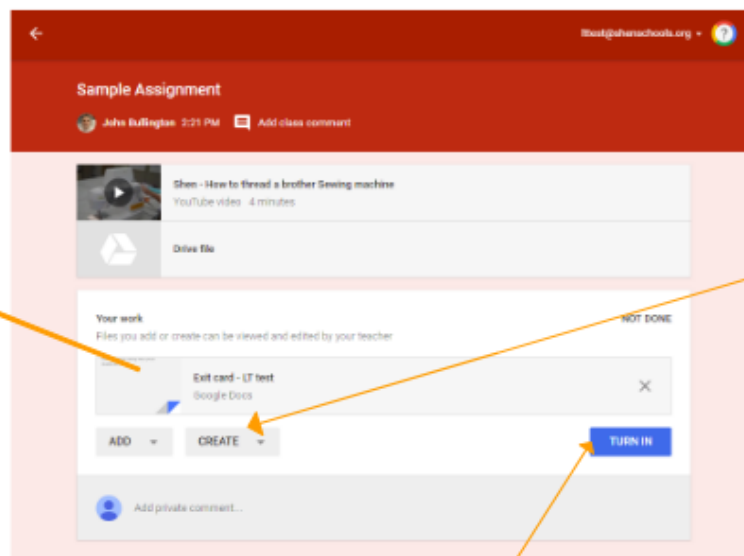 lttest@shenschools.org
Sample Assignment
John Bullington 2:21 PM Add class comment
Shen - How to thread a brother Sewing machine
YouTube video 4 minutes
Drive file
Your work NOT DONE
Files you add or create can be viewed and edited by your teacher
Exit card - LT test
Google Docs
ADD CREATE TURN IN
Add private comment...